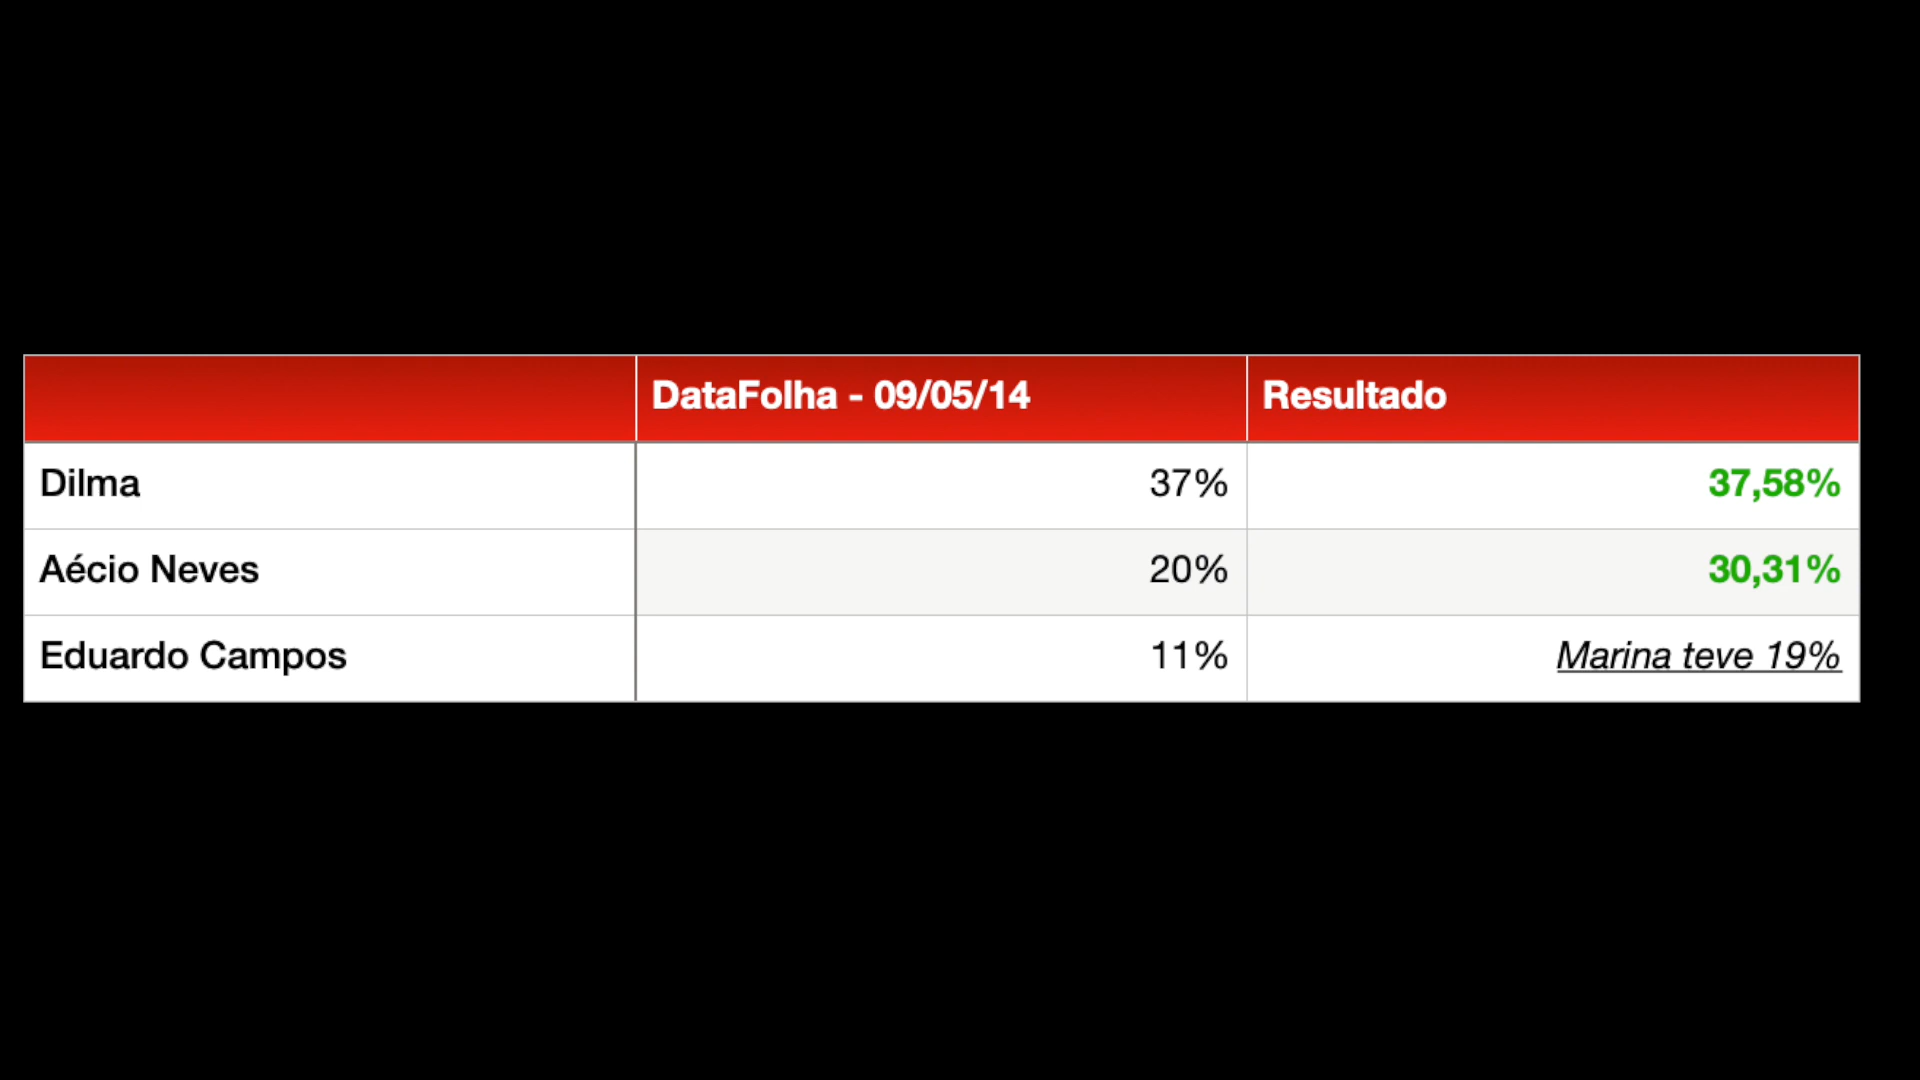 DataFolha - 09/05/14 Resultado
Dilma 37% 37,58%
Aécio Neves 20% 30,31%
Eduardo Campos 11% Marina teve 19%